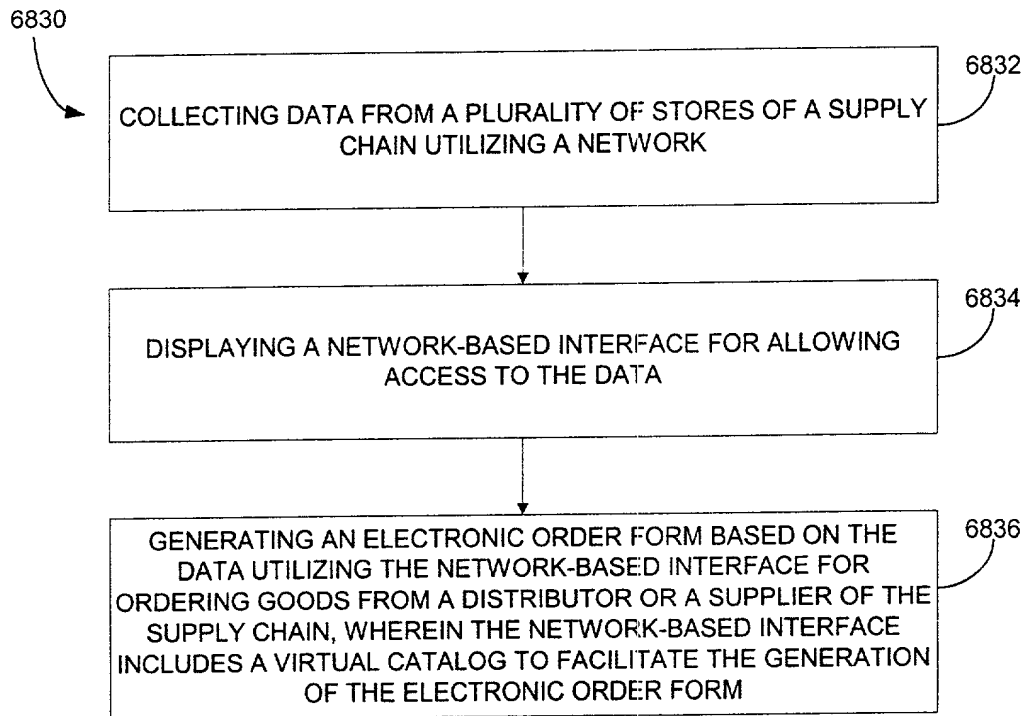 6830
6832
COLLECTING DATA FROM A PLURALITY OF STORES OF A SUPPLY
CHAIN UTILIZING A NETWORK
6834
DISPLAYING A NETWORK-BASED INTERFACE FOR ALLOWING
ACCESS TO THE DATA
6836
GENERATING AN ELECTRONIC ORDER FORM BASED ON THE
DATA UTILIZING THE NETWORK-BASED INTERFACE FOR
ORDERING GOODS FROM A DISTRIBUTOR OR A SUPPLIER OF THE
SUPPLY CHAIN, WHEREIN THE NETWORK-BASED INTERFACE
INCLUDES A VIRTUAL CATALOG TO FACILITATE THE GENERATION
OF THE ELECTRONIC ORDER FORM